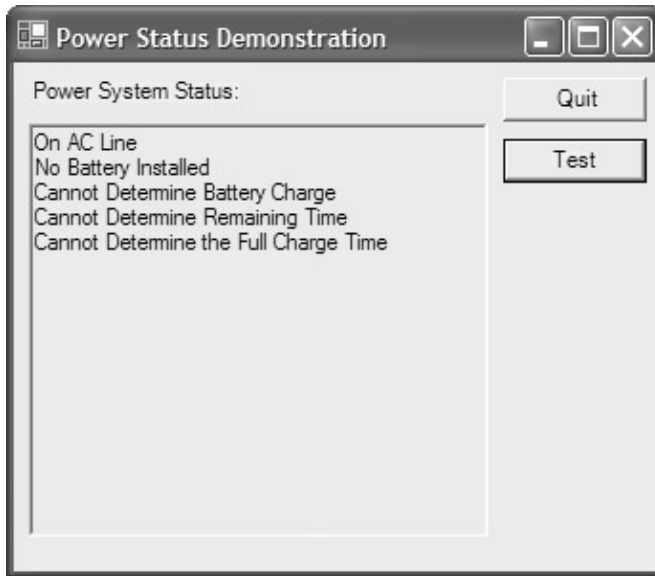 Power Status Demonstration
Power System Status:
Quit
On AC Line
Test
No Battery Installed
Cannot Determine Battery Charge
Cannot Determine Remaining Time
Cannot Determine the Full Charge Time